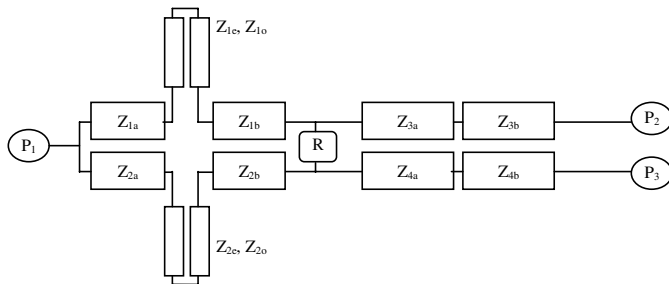 Z1e, Z1o
Z1a Z1b Z3a Z3b P2
P1 R
Z2a Z2b Z4a Z4b P3
Z2e, Z2o